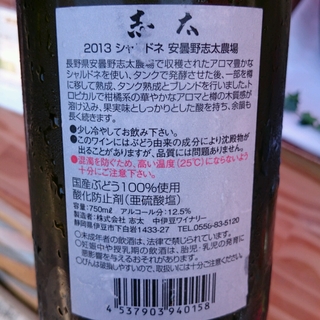 志太
2013 シャルドネ 安曇野志太農場
長野県安曇野志太農場で収穫されたアロマ豊かな
シャルドネを使い、タンクで発酵させた後、一部を樽
に移して熟成、タンク熟成とブレンドを行いました。ト
ロピカルで柑橘系の華やかなアロマと樽の木質感が
溶け込み、果実味としっかりとした酸を持ち、余韻も
長く続きます。
●少し冷やしてお飲み下さい。
●このワインにはぶどう由来の成分により沈殿物が
出ることがありますが、品質には問題ありません。
●混濁を防ぐため、高い温度(25℃)にならないよう
十分にご注意下さい。
国産ぶどう100%使用
酸化防止剤(亜硫酸塩)
容量:750mℓ アルコール分:12.5%
製造者:株式会社 志太 中伊豆ワイナリー
静岡県伊豆市下白岩1433-27 TEL.0558-83-5120
●未成年者の飲酒は、法律で禁じられています。
○妊娠中や授乳期の飲酒は、胎児・乳児の発育に
悪影響を与えるおそれがあります。
○びんは破損しやすいので、取扱いには十分ご注意ください。
4 537903 940158